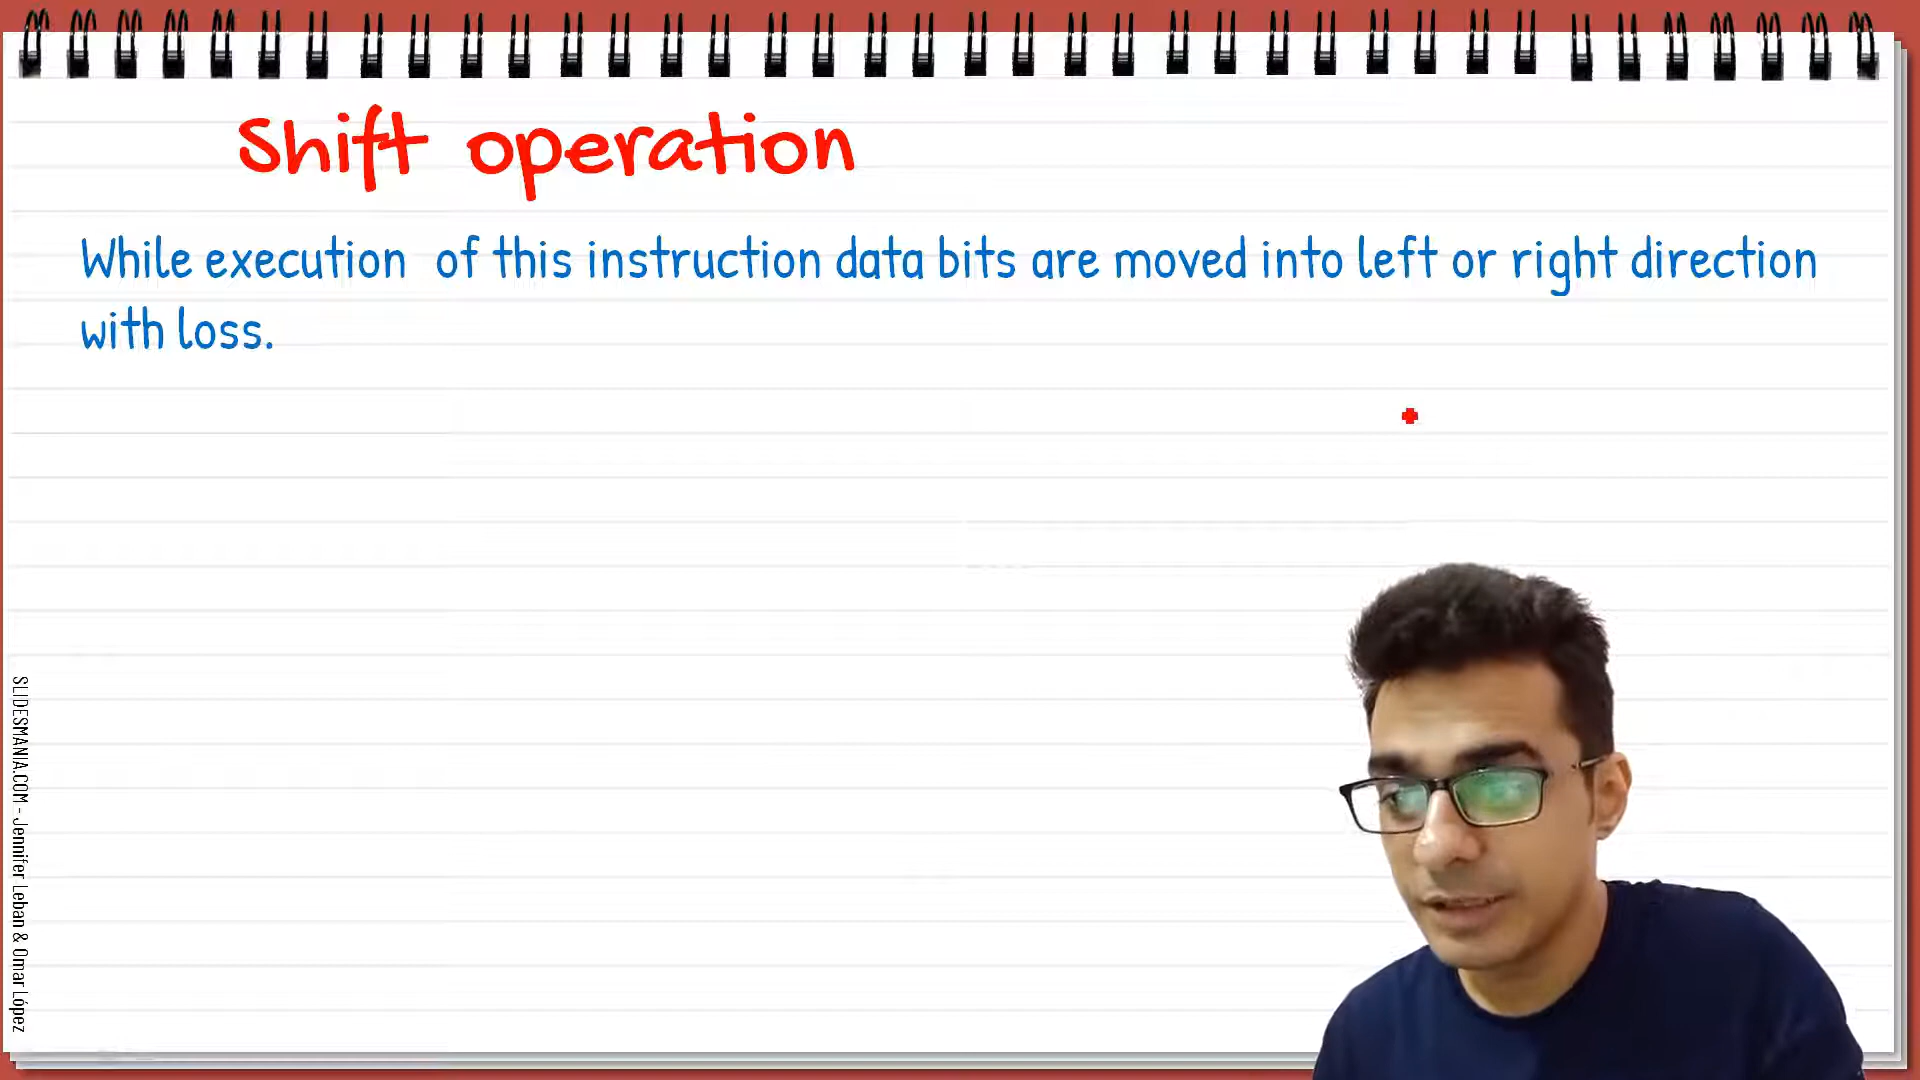 Shift operation
While execution of this instruction data bits are moved into left or right direction
with loss.
SLIDESMANIA.COM - Jennifer Leban & Omar López